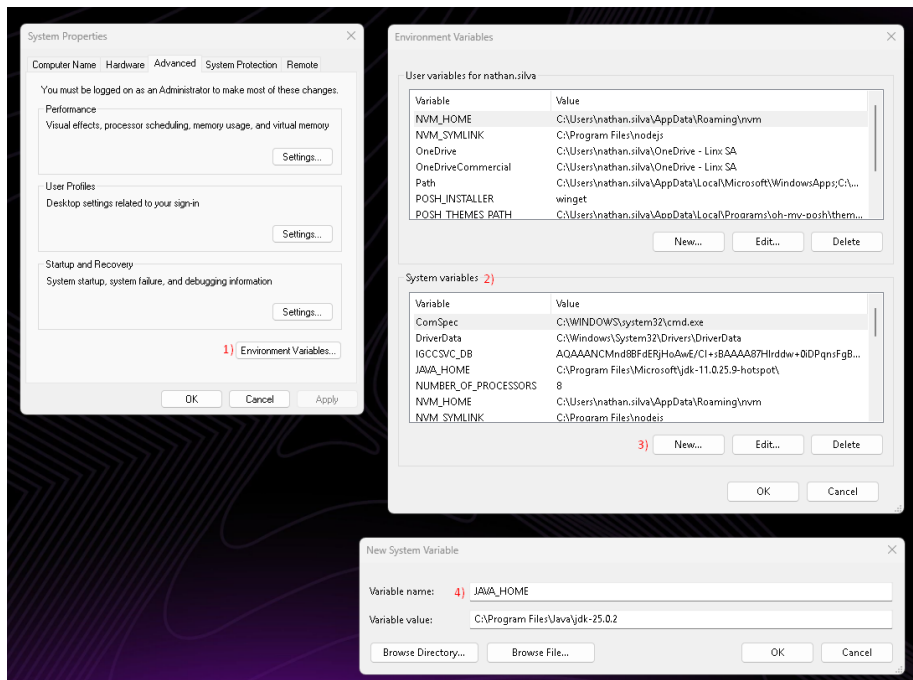 System Properties
Computer Name Hardware Advanced System Protection Remote
You must be logged on as an Administrator to make most of these changes.
Performance
Visual effects, processor scheduling, memory usage, and virtual memory
Settings...
User Profiles
Desktop settings related to your sign-in
Settings...
Startup and Recovery
System startup, system failure, and debugging information
Settings...
1) Environment Variables...
OK Cancel Apply
Environment Variables
User variables for nathan.silva
Variable Value
NVM_HOME C:\Users\nathan.silva\AppData\Roaming\nvm
NVM_SYMLINK C:\Program Files\nodejs
OneDrive C:\Users\nathan.silva\OneDrive - Linx SA
OneDriveCommercial C:\Users\nathan.silva\OneDrive - Linx SA
Path C:\Users\nathan.silva\AppData\Local\Microsoft\WindowsApps;C:\...
POSH_INSTALLER winget
POSH_THEMES_PATH C:\Users\nathan.silva\AppData\Local\Programs\oh-my-posh\them...
New... Edit... Delete
System variables 2)
Variable Value
ComSpec C:\WINDOWS\system32\cmd.exe
DriverData C:\Windows\System32\Drivers\DriverData
IGCCSVC_DB
JAVA_HOME C:\Program Files\Microsoft\jdk-11.0.25.9-hotspot\
NUMBER_OF_PROCESSORS 8
NVM_HOME C:\Users\nathan.silva\AppData\Roaming\nvm
NVM_SYMLINK C:\Program Files\nodejs
3) New... Edit... Delete
OK Cancel
New System Variable
Variable name: 4) JAVA_HOME
Variable value: C:\Program Files\Java\jdk-25.0.2
Browse Directory... Browse File... OK Cancel